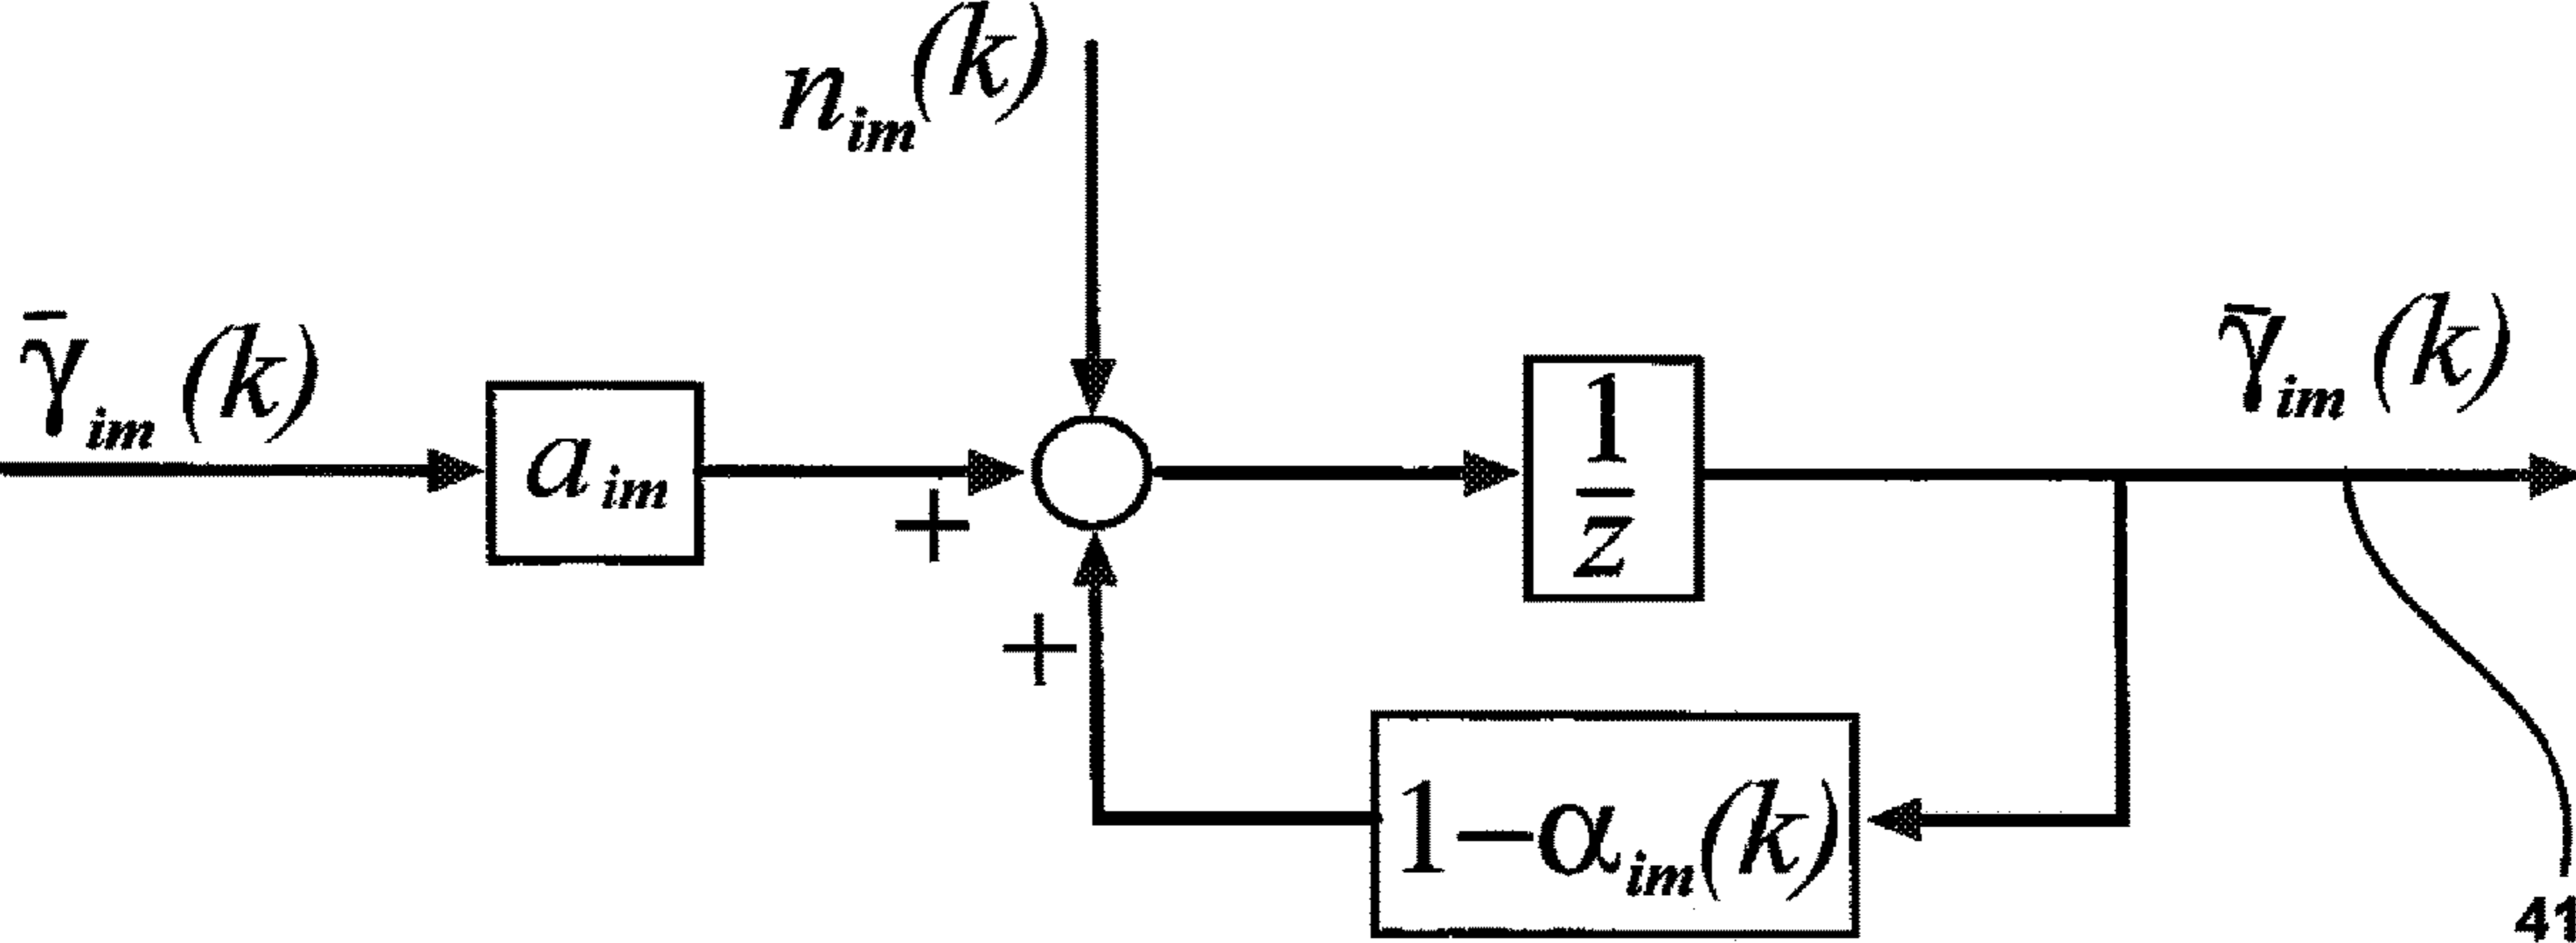 n_im(k)
γ̄_im(k)
a_im
+
1/z
γ̄_im(k)
+
1−α_im(k)
41